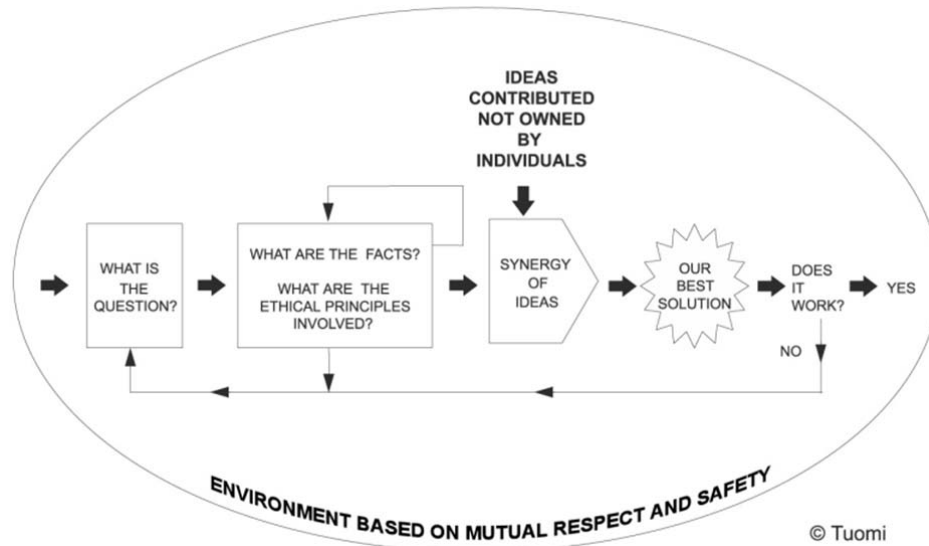 IDEAS
CONTRIBUTED
NOT OWNED
BY
INDIVIDUALS
WHAT IS
THE
QUESTION?
WHAT ARE THE FACTS?
WHAT ARE THE
ETHICAL PRINCIPLES
INVOLVED?
SYNERGY
OF
IDEAS
OUR
BEST
SOLUTION
DOES
IT
WORK?
YES
NO
ENVIRONMENT BASED ON MUTUAL RESPECT AND SAFETY
© Tuomi